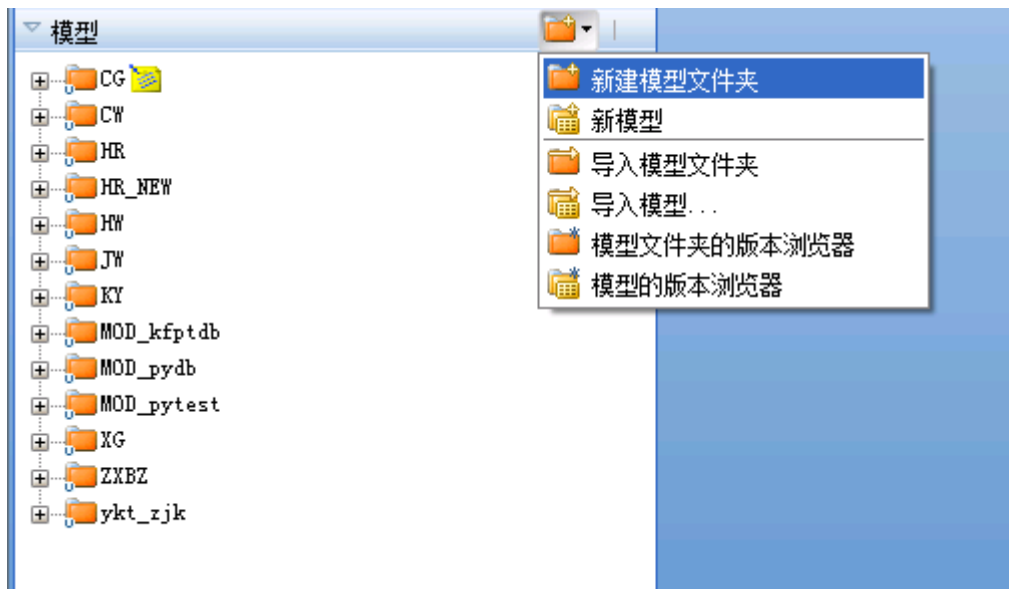 模型
CG
CW
HR
HR_NEW
HW
JW
KY
MOD_kfptdb
MOD_pydb
MOD_pytest
XG
ZXBZ
ykt_zjk
新建模型文件夹
新模型
导入模型文件夹
导入模型...
模型文件夹的版本浏览器
模型的版本浏览器